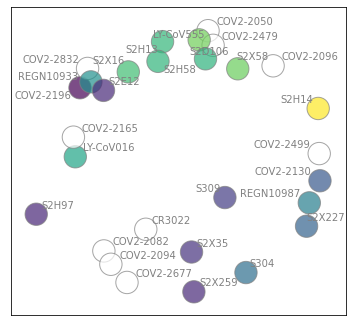 COV2-2050
LY-CoV555
COV2-2479
S2H13
S2D106
COV2-2832
S2X16
S2X58
COV2-2096
S2H58
REGN10933
S2E12
COV2-2196
S2H14
COV2-2165
LY-CoV016
COV2-2499
COV2-2130
S309
REGN10987
S2H97
S2X227
CR3022
COV2-2082
S2X35
COV2-2094
S304
COV2-2677
S2X259